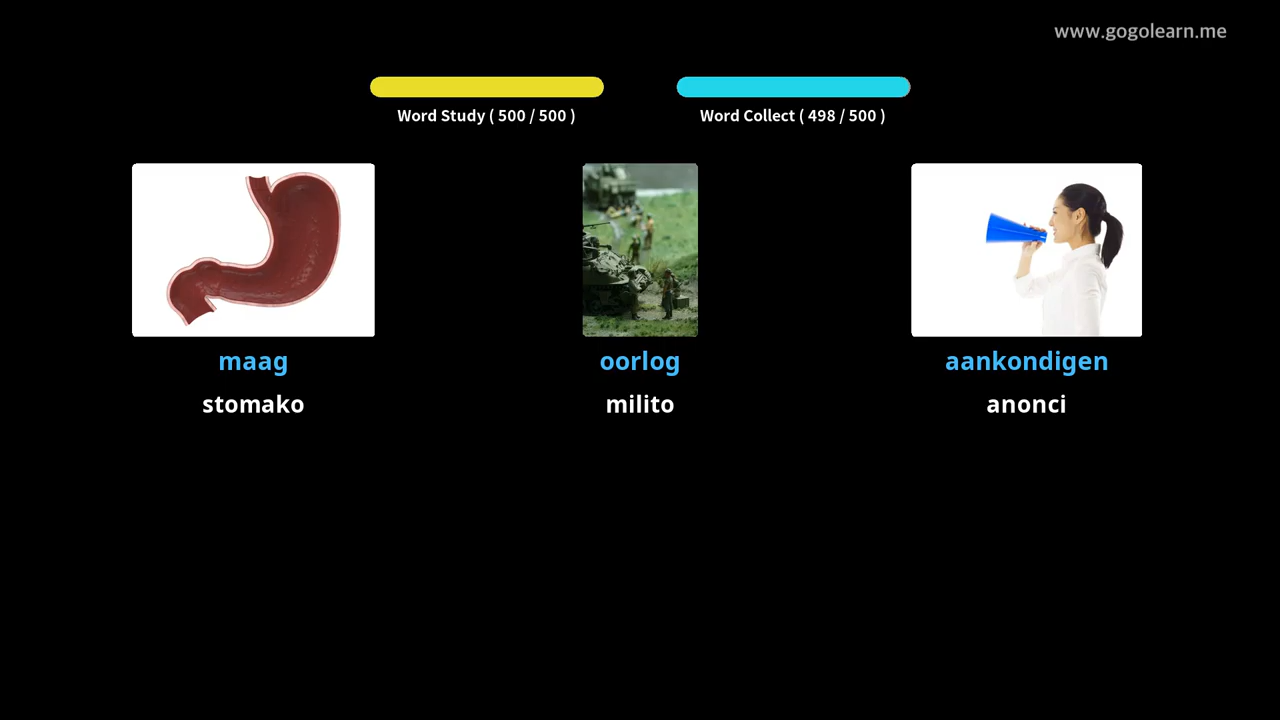 www.gogolearn.me
Word Study ( 500 / 500 )
Word Collect ( 498 / 500 )
maag
oorlog
aankondigen
stomako
milito
anonci